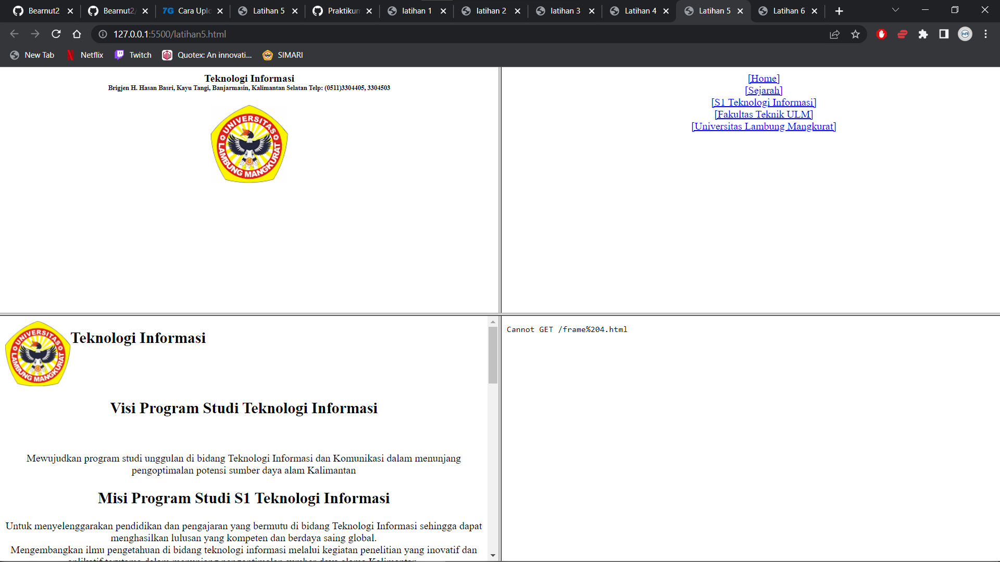 Bearnut2
Bearnut2/
7G Cara Uplo
Latihan 5
Praktikun
latihan 1
latihan 2
latihan 3
Latihan 4
Latihan 5
Latihan 6
127.0.0.1:5500/latihan5.html
New Tab
Netflix
Twitch
Quotex: An innovati...
SIMARI
Teknologi Informasi
Brigjen H. Hasan Basri, Kayu Tangi, Banjarmasin, Kalimantan Selatan Telp: (0511)3304405, 3304503
UNIVERSITAS
LAMBUNG MANGKURAT
[Home]
[Sejarah]
[S1 Teknologi Informasi]
[Fakultas Teknik ULM]
[Universitas Lambung Mangkurat]
UNIVERSITAS
LAMBUNG MANGKURAT
Teknologi Informasi
Visi Program Studi Teknologi Informasi
Mewujudkan program studi unggulan di bidang Teknologi Informasi dan Komunikasi dalam menunjang
pengoptimalan potensi sumber daya alam Kalimantan
Misi Program Studi S1 Teknologi Informasi
Untuk menyelenggarakan pendidikan dan pengajaran yang bermutu di bidang Teknologi Informasi sehingga dapat
menghasilkan lulusan yang kompeten dan berdaya saing global.
Mengembangkan ilmu pengetahuan di bidang teknologi informasi melalui kegiatan penelitian yang inovatif dan
Cannot GET /frame%204.html